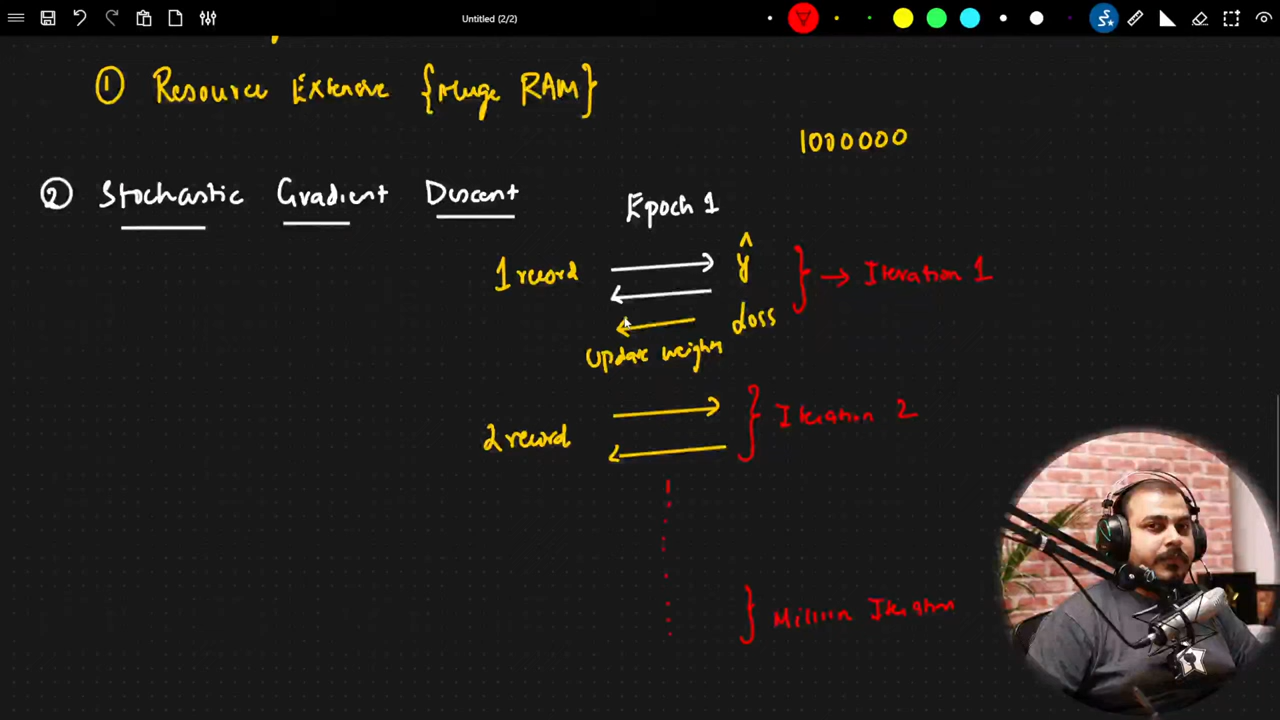 Untitled (2/2)
① Resource Extensive {Huge RAM}
1000000
② Stochastic Gradient Descent
Epoch 1
1 record
ŷ
→ Iteration 1
Loss
Update weights
2 record
Iteration 2
Million Iteration